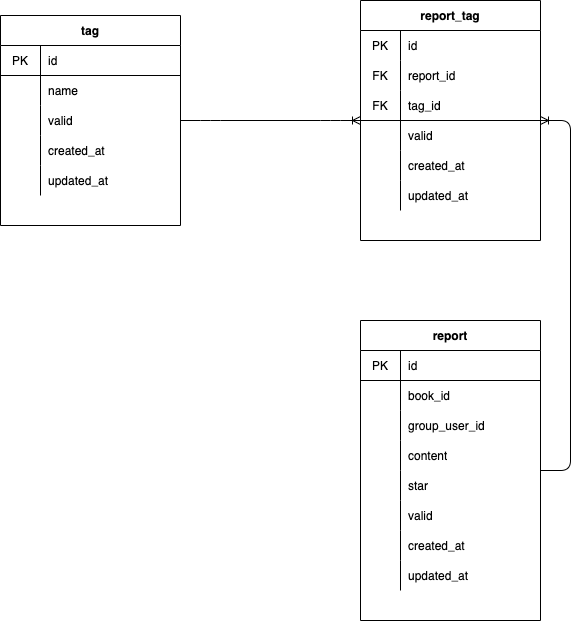 tag
PK id
name
valid
created_at
updated_at
report_tag
PK id
FK report_id
FK tag_id
valid
created_at
updated_at
report
PK id
book_id
group_user_id
content
star
valid
created_at
updated_at